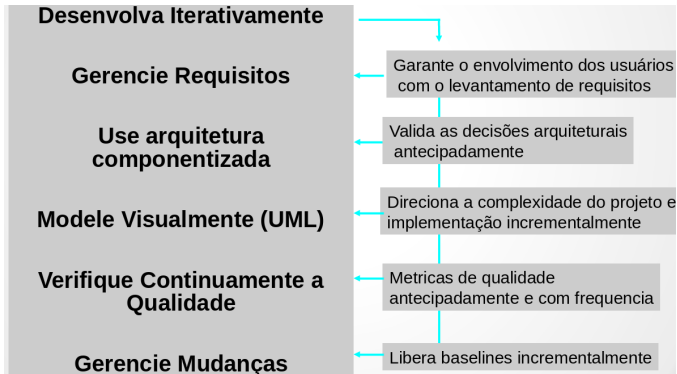 Desenvolva Iterativamente
Gerencie Requisitos
Garante o envolvimento dos usuários
com o levantamento de requisitos
Use arquitetura
componentizada
Valida as decisões arquiteturais
antecipadamente
Modele Visualmente (UML)
Direciona a complexidade do projeto e
implementação incrementalmente
Verifique Continuamente a
Qualidade
Metricas de qualidade
antecipadamente e com frequencia
Gerencie Mudanças
Libera baselines incrementalmente